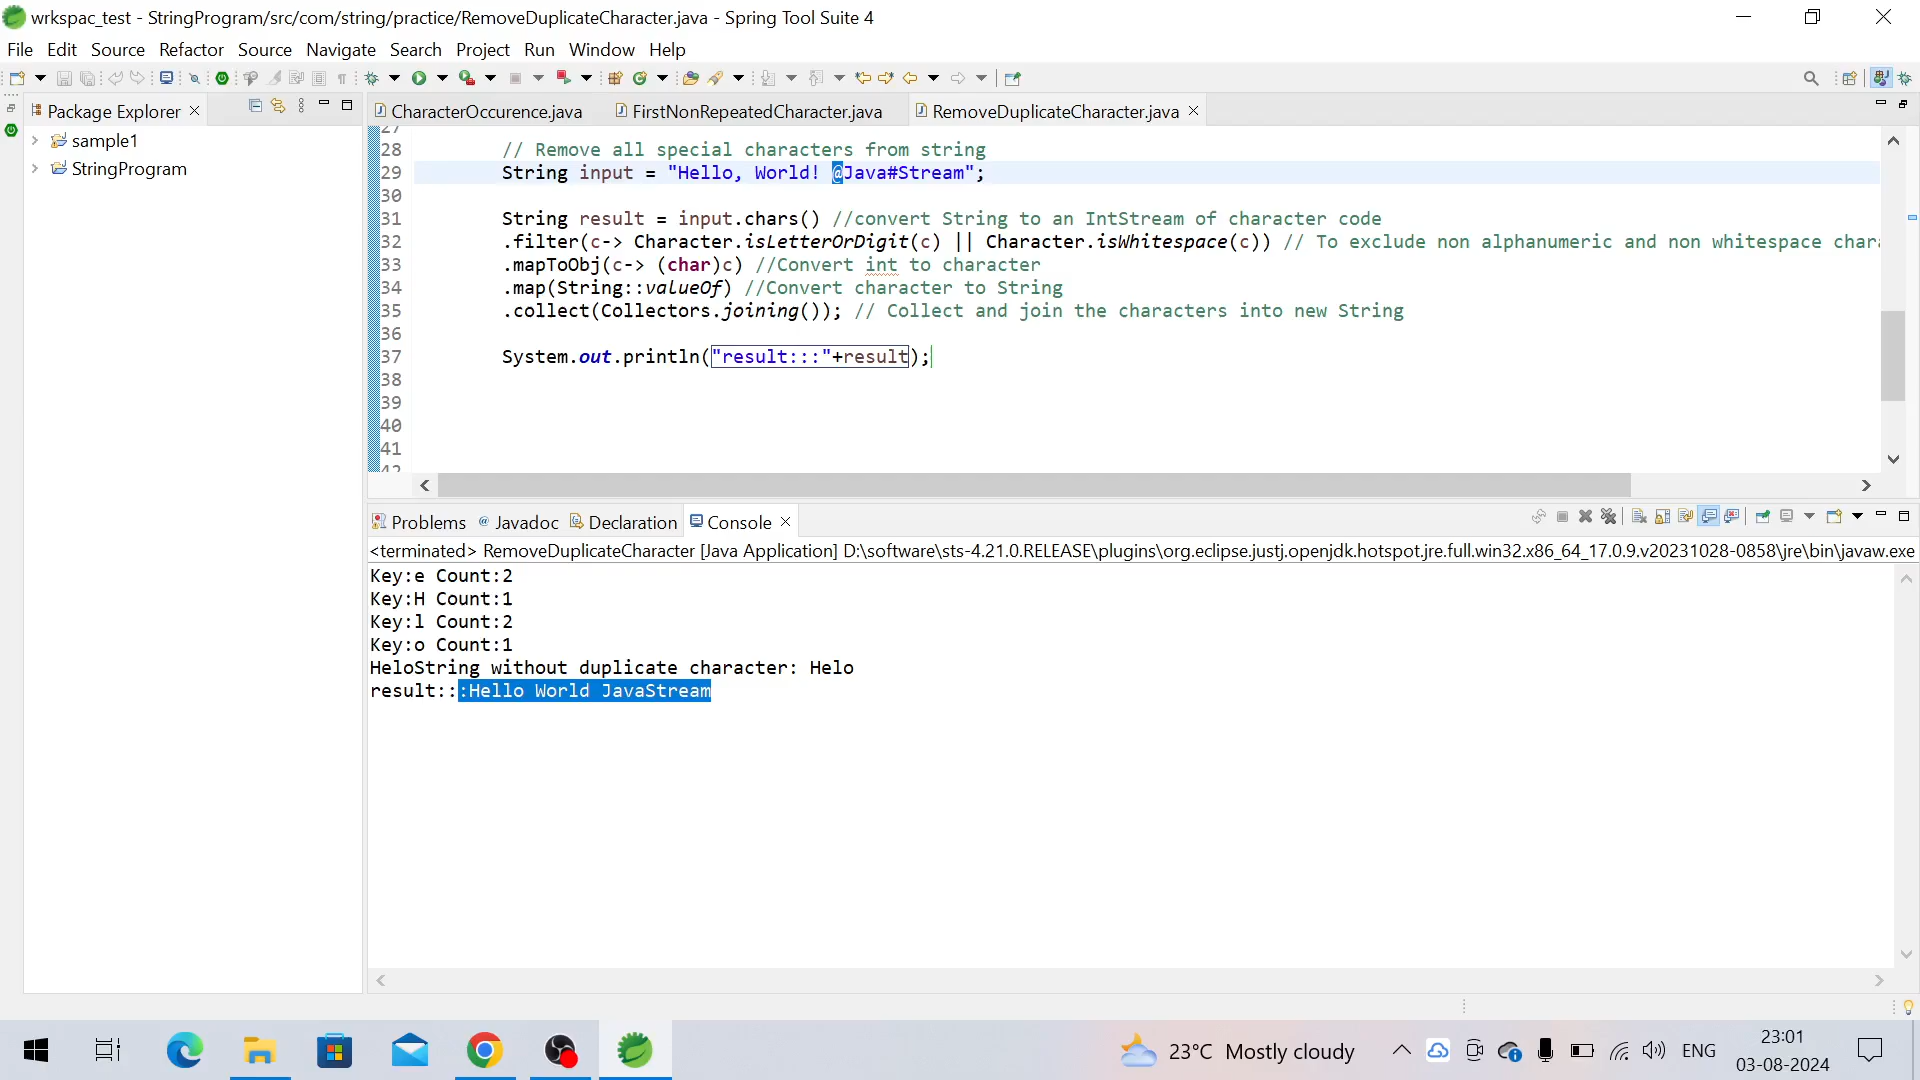 wrkspac_test - StringProgram/src/com/string/practice/RemoveDuplicateCharacter.java - Spring Tool Suite 4
File Edit Source Refactor Source Navigate Search Project Run Window Help
Package Explorer
sample1
StringProgram
CharacterOccurence.java FirstNonRepeatedCharacter.java RemoveDuplicateCharacter.java
27
28 // Remove all special characters from string
29 String input = "Hello, World! @Java#Stream";
30
31 String result = input.chars() //convert String to an IntStream of character code
32 .filter(c-> Character.isLetterOrDigit(c) || Character.isWhitespace(c)) // To exclude non alphanumeric and non whitespace char
33 .mapToObj(c-> (char)c) //Convert int to character
34 .map(String::valueOf) //Convert character to String
35 .collect(Collectors.joining()); // Collect and join the characters into new String
36
37 System.out.println("result:::"+result);
38
39
40
41
42
Problems Javadoc Declaration Console
<terminated> RemoveDuplicateCharacter [Java Application] D:\software\sts-4.21.0.RELEASE\plugins\org.eclipse.justj.openjdk.hotspot.jre.full.win32.x86_64_17.0.9.v20231028-0858\jre\bin\javaw.exe
Key:e Count:2
Key:H Count:1
Key:l Count:2
Key:o Count:1
HeloString without duplicate character: Helo
result:::Hello World JavaStream
23°C Mostly cloudy
ENG
23:01
03-08-2024